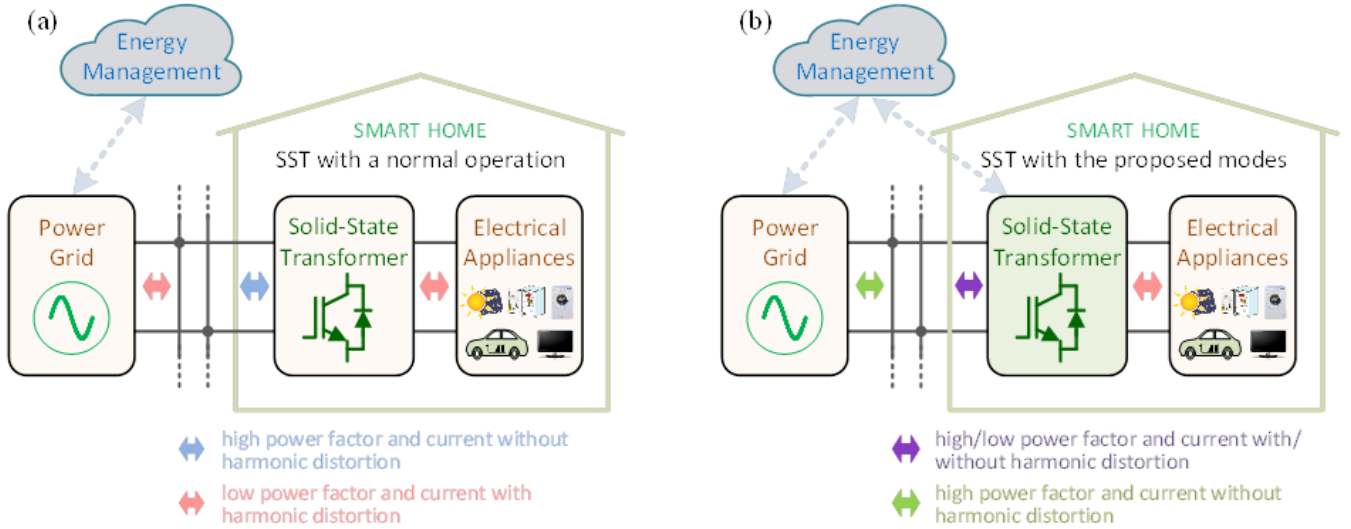 (a)
Energy
Management
SMART HOME
SST with a normal operation
Power
Grid
Solid-State
Transformer
Electrical
Appliances
high power factor and current without
harmonic distortion
low power factor and current with
harmonic distortion
(b)
Energy
Management
SMART HOME
SST with the proposed modes
Power
Grid
Solid-State
Transformer
Electrical
Appliances
high/low power factor and current with/
without harmonic distortion
high power factor and current without
harmonic distortion